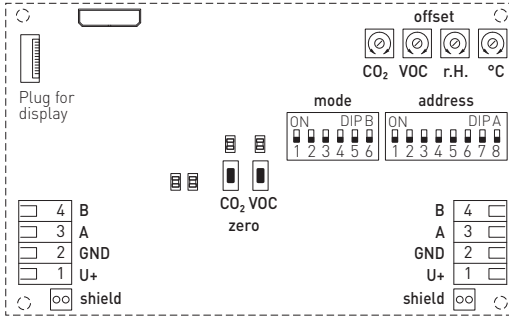 offset
CO₂ VOC r.H. °C
Plug for
display
mode
address
ON DIP B
1 2 3 4 5 6
ON DIP A
1 2 3 4 5 6 7 8
CO₂ VOC
zero
4 B
3 A
2 GND
1 U+
shield
B 4
A 3
GND 2
U+ 1
shield